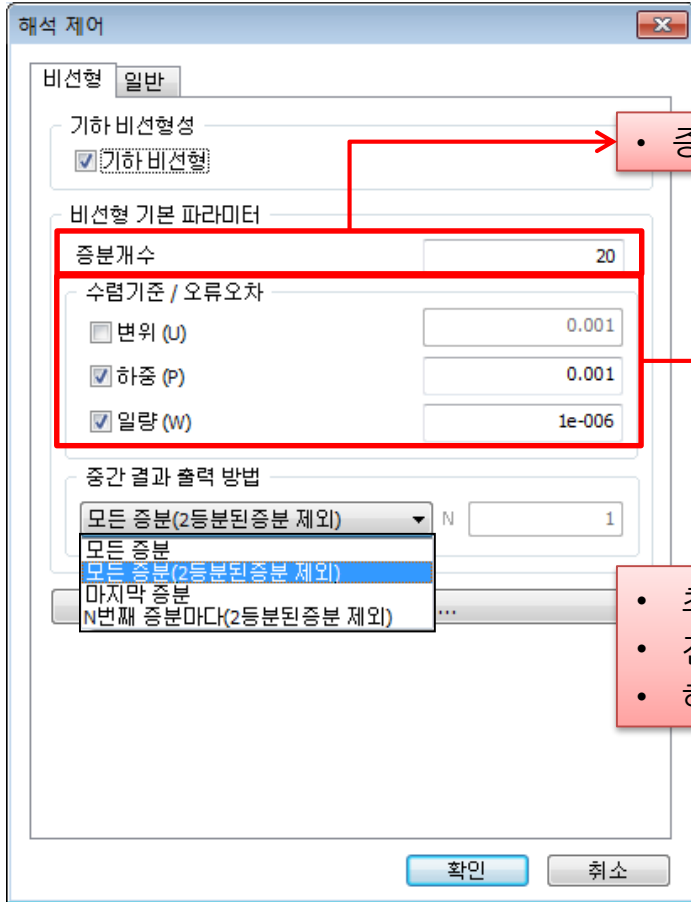 해석 제어
비선형 일반
기하 비선형성
기하 비선형
비선형 기본 파라미터
증분개수 20
수렴기준 / 오류오차
변위 (U) 0.001
하중 (P) 0.001
일량 (W) 1e-006
중간 결과 출력 방법
모든 증분(2등분된증분 제외) N 1
모든 증분
모든 증분(2등분된증분 제외)
마지막 증분
N번째 증분마다(2등분된증분 제외)
...
확인 취소